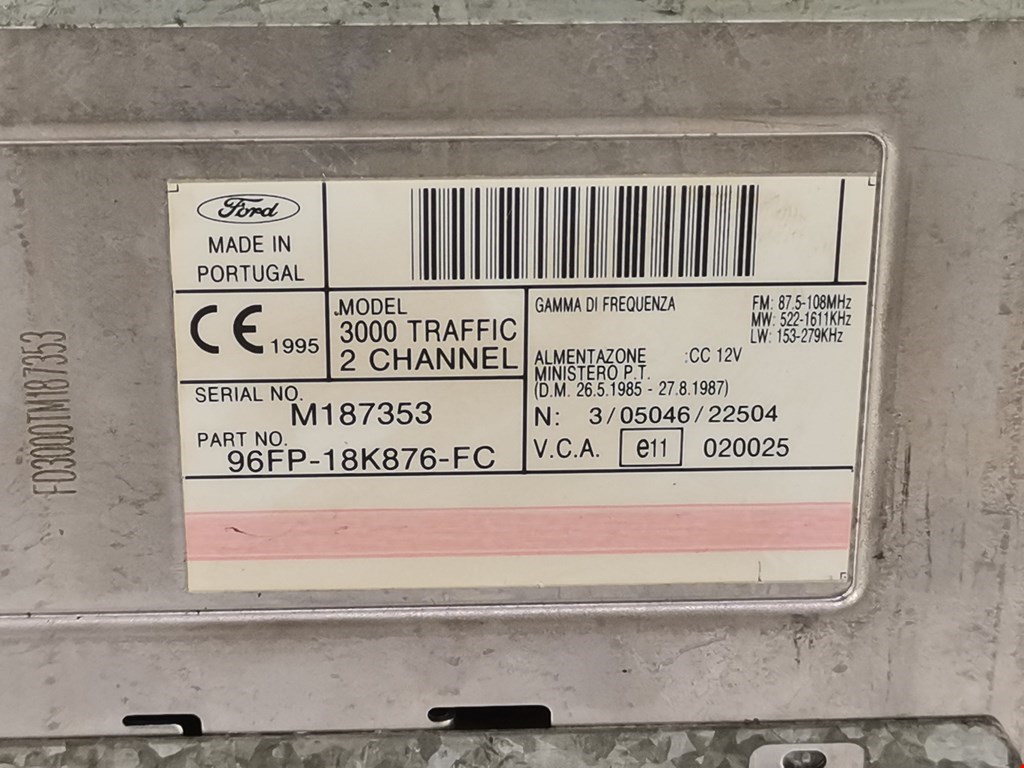 Ford
MADE IN
PORTUGAL
CE 1995
MODEL
3000 TRAFFIC
2 CHANNEL
SERIAL NO.
M187353
PART NO.
96FP-18K876-FC
GAMMA DI FREQUENZA
FM: 87.5-108MHz
MW: 522-1611KHz
LW: 153-279KHz
ALMENTAZONE :CC 12V
MINISTERO P.T.
(D.M. 26.5.1985 - 27.8.1987)
N: 3/05046/22504
V.C.A. e11 020025
FD3000TM187353